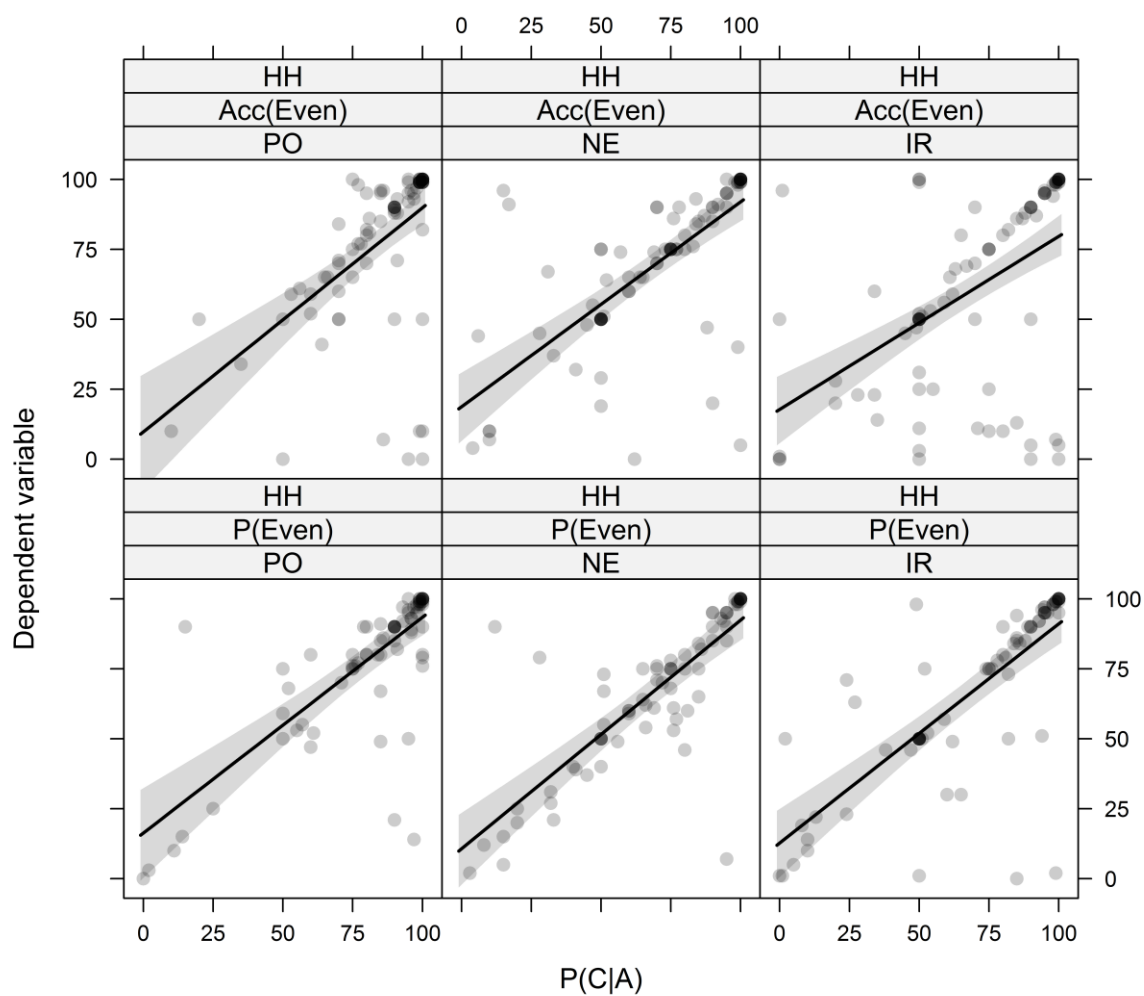 0 25 50 75 100
HH HH HH
Acc(Even) Acc(Even) Acc(Even)
PO NE IR
100
75
50
25
0
HH HH HH
P(Even) P(Even) P(Even)
PO NE IR
100
75
50
25
0
0 25 50 75 100 0 25 50 75 100
Dependent variable
P(C|A)